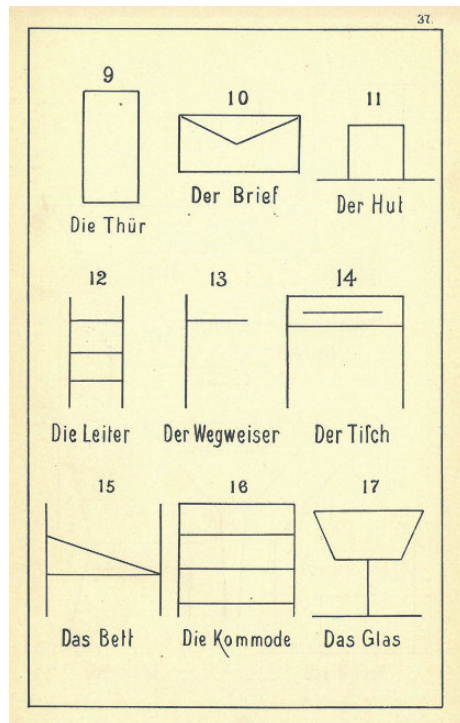 37.
9
10
11
Die Thür
Der Brief
Der Hut
12
13
14
Die Leiter
Der Wegweiser
Der Tiſch
15
16
17
Das Bett
Die Kommode
Das Glas